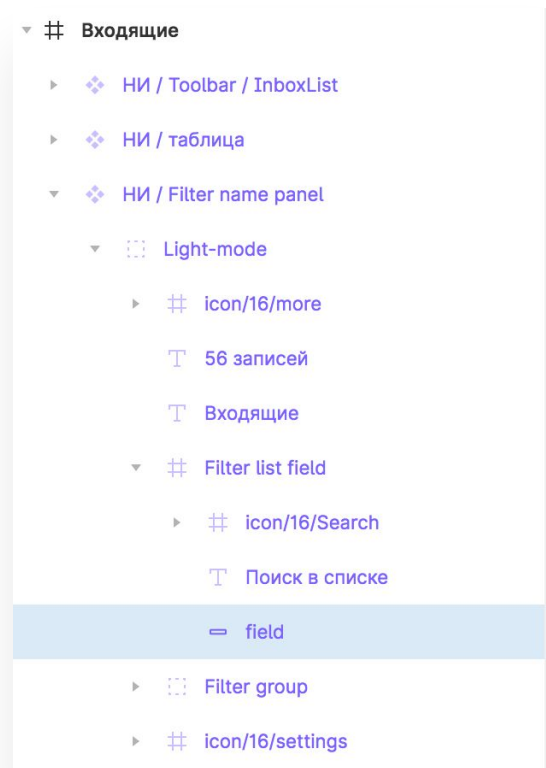 Входящие
НИ / Toolbar / InboxList
НИ / таблица
НИ / Filter name panel
Light-mode
icon/16/more
56 записей
Входящие
Filter list field
icon/16/Search
Поиск в списке
field
Filter group
icon/16/settings